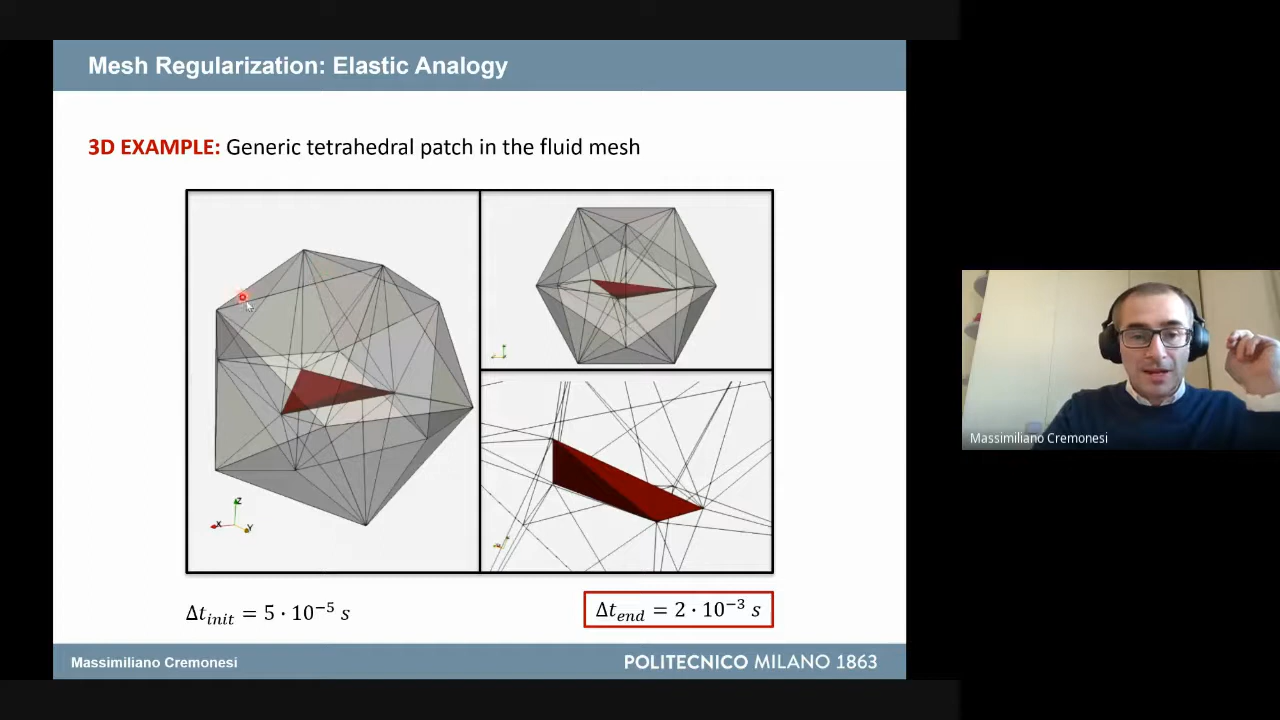 Mesh Regularization: Elastic Analogy
3D EXAMPLE: Generic tetrahedral patch in the fluid mesh
Z
X
Y
Δt_init = 5 · 10⁻⁵ s
Δt_end = 2 · 10⁻³ s
Massimiliano Cremonesi
POLITECNICO MILANO 1863
Massimiliano Cremonesi